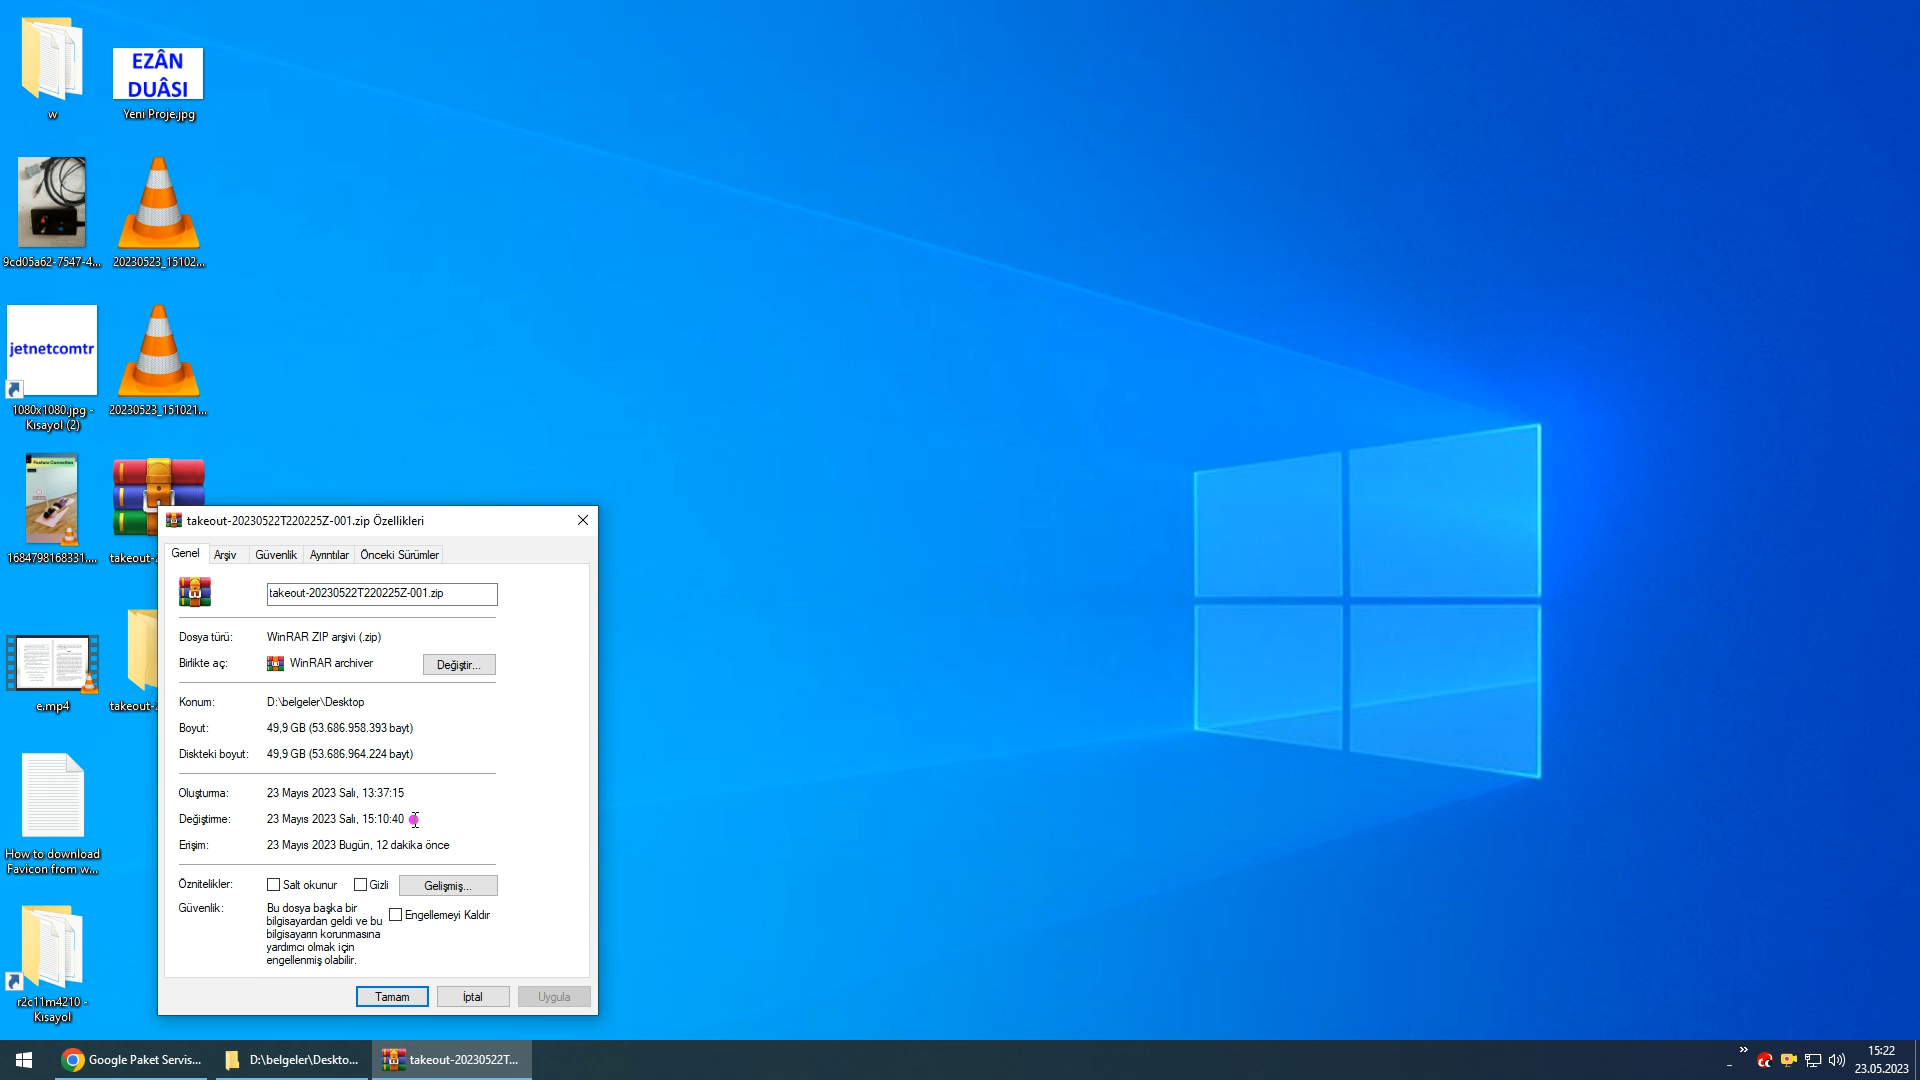 w
EZÂN
DUÂSI
Yeni Proje.jpg
9cd05a62-7547-4...
20230523_15102...
jetnetcomtr
1080x1080.jpg -
Kısayol (2)
20230523_151021...
1684798168331....
takeout-2
e.mp4
takeout-2
How to download
Favicon from w...
r2c11m4210 -
Kısayol
takeout-20230522T220225Z-001.zip Özellikleri
Genel
Arşiv
Güvenlik
Ayrıntılar
Önceki Sürümler
takeout-20230522T220225Z-001.zip
Dosya türü:
WinRAR ZIP arşivi (.zip)
Birlikte aç:
WinRAR archiver
Değiştir...
Konum:
D:\belgeler\Desktop
Boyut:
49,9 GB (53.686.958.393 bayt)
Diskteki boyut:
49,9 GB (53.686.964.224 bayt)
Oluşturma:
23 Mayıs 2023 Salı, 13:37:15
Değiştirme:
23 Mayıs 2023 Salı, 15:10:40
Erişim:
23 Mayıs 2023 Bugün, 12 dakika önce
Öznitelikler:
Salt okunur
Gizli
Gelişmiş...
Güvenlik:
Bu dosya başka bir
bilgisayardan geldi ve bu
bilgisayarın korunmasına
yardımcı olmak için
engellenmiş olabilir.
Engellemeyi Kaldır
Tamam
İptal
Uygula
Google Paket Servis...
D:\belgeler\Deskto...
takeout-20230522T...
15:22
23.05.2023